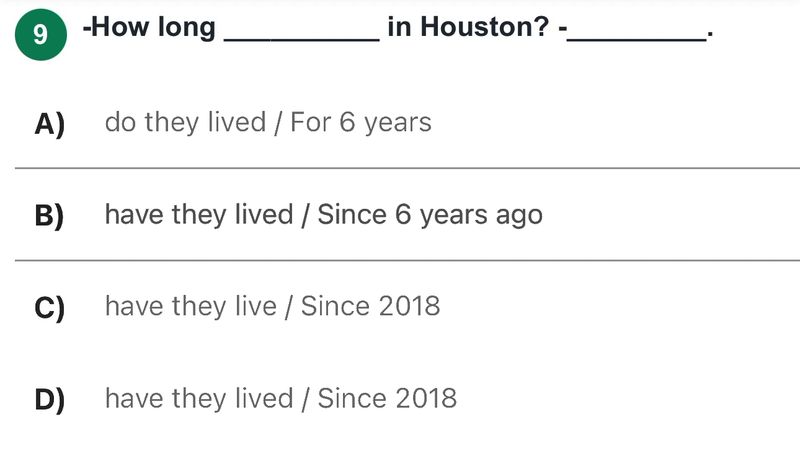 9 -How long __________ in Houston? -_________.
A) do they lived / For 6 years
B) have they lived / Since 6 years ago
C) have they live / Since 2018
D) have they lived / Since 2018